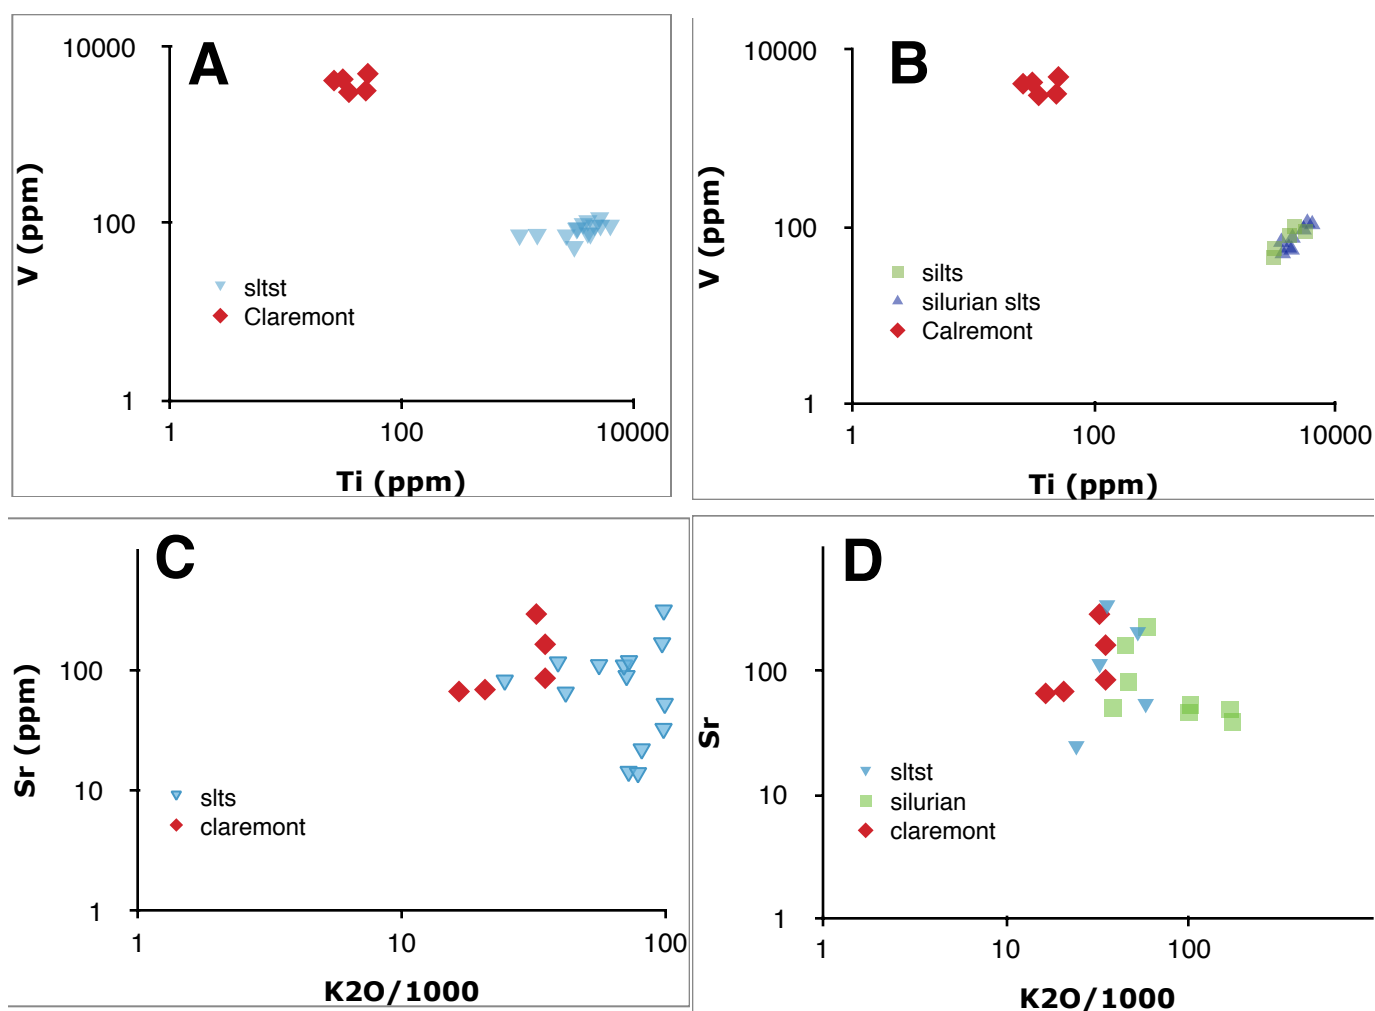 A
10000
100
1
V (ppm)
sltst
Claremont
1
100
10000
Ti (ppm)
B
10000
100
1
V (ppm)
silts
silurian slts
Calremont
1
100
10000
Ti (ppm)
C
100
10
1
Sr (ppm)
slts
claremont
1
10
100
K2O/1000
D
100
10
1
Sr
sltst
silurian
claremont
1
10
100
K2O/1000